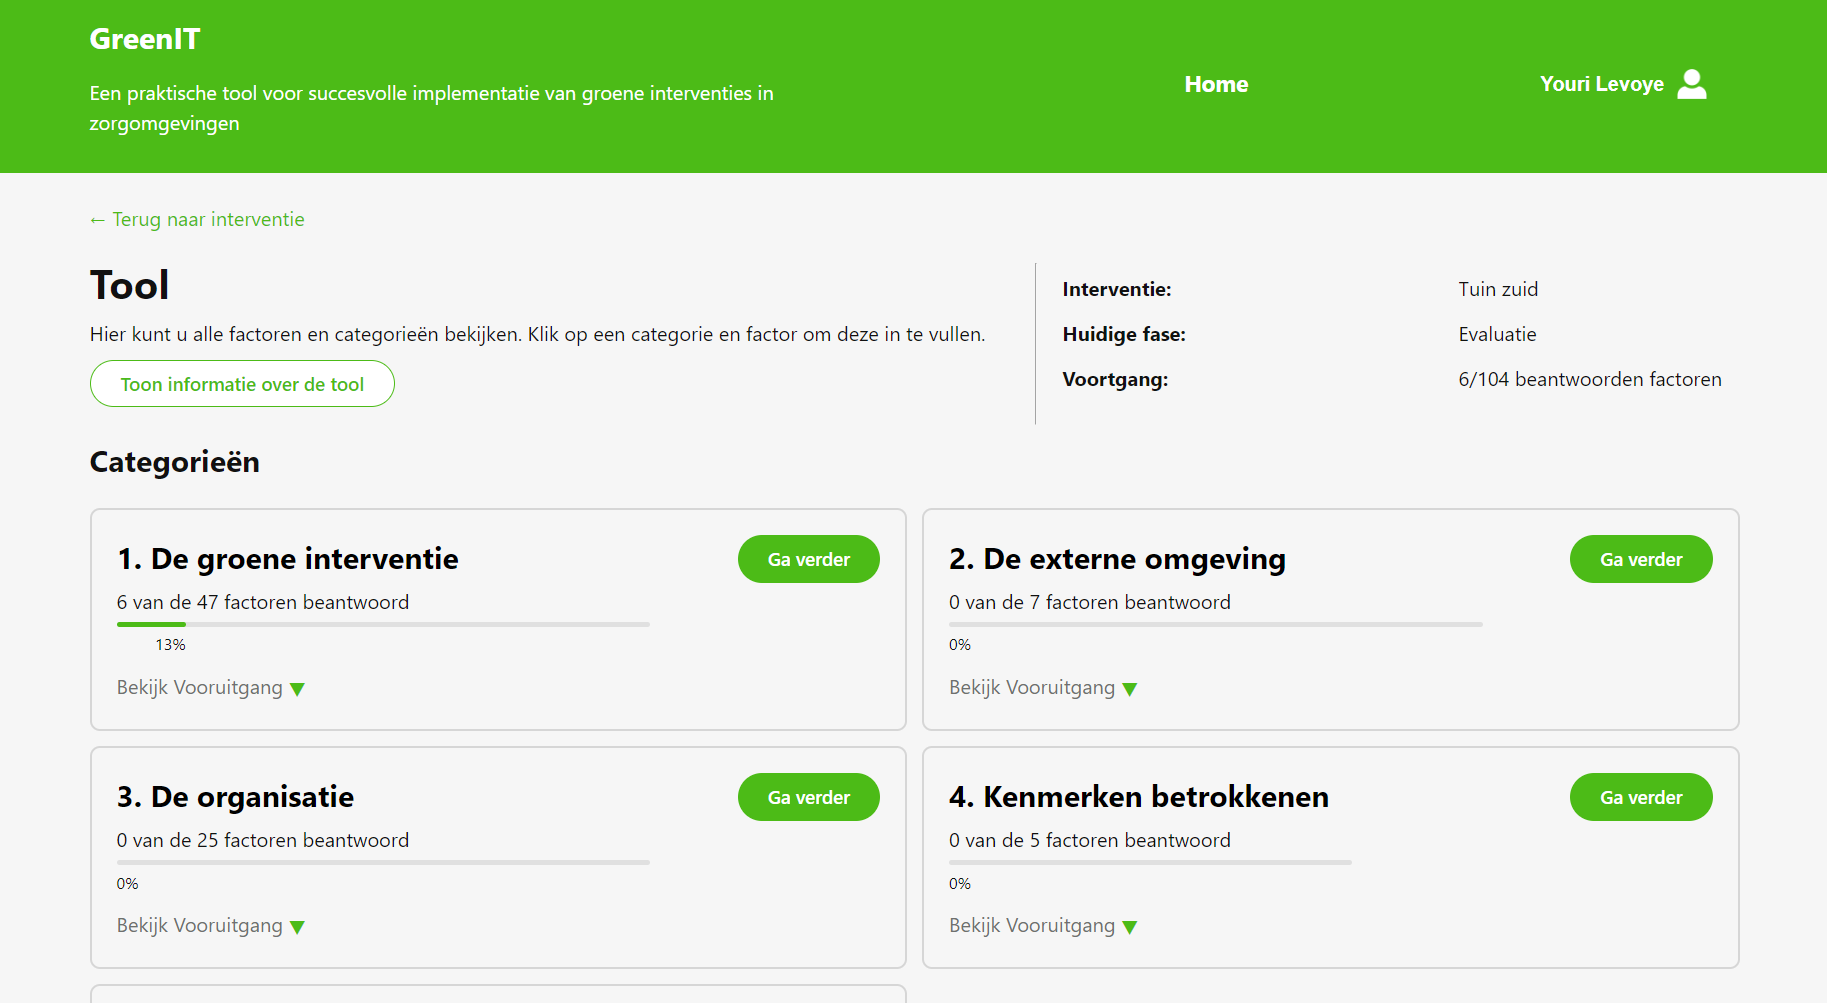 GreenIT
Een praktische tool voor succesvolle implementatie van groene interventies in
zorgomgevingen
Home
Youri Levoye
← Terug naar interventie
Tool
Hier kunt u alle factoren en categorieën bekijken. Klik op een categorie en factor om deze in te vullen.
Toon informatie over de tool
Interventie: Tuin zuid
Huidige fase: Evaluatie
Voortgang: 6/104 beantwoorden factoren
Categorieën
1. De groene interventie
Ga verder
6 van de 47 factoren beantwoord
13%
Bekijk Vooruitgang ▼
2. De externe omgeving
Ga verder
0 van de 7 factoren beantwoord
0%
Bekijk Vooruitgang ▼
3. De organisatie
Ga verder
0 van de 25 factoren beantwoord
0%
Bekijk Vooruitgang ▼
4. Kenmerken betrokkenen
Ga verder
0 van de 5 factoren beantwoord
0%
Bekijk Vooruitgang ▼